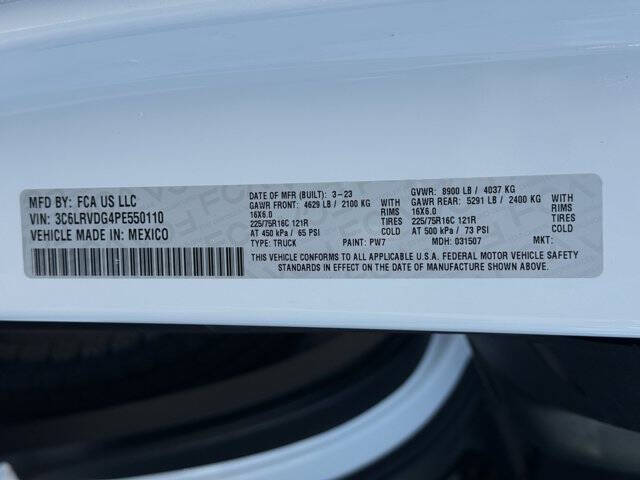 MFD BY: FCA US LLC
VIN: 3C6LRVDG4PE550110
VEHICLE MADE IN: MEXICO
DATE OF MFR (BUILT): 3-23
GAWR FRONT: 4629 LB / 2100 KG WITH
16X6.0 RIMS
225/75R16C 121R TIRES
AT 450 kPa / 65 PSI COLD
TYPE: TRUCK PAINT: PW7
GVWR: 8900 LB / 4037 KG
GAWR REAR: 5291 LB / 2400 KG WITH
16X6.0 RIMS
225/75R16C 121R TIRES
AT 500 kPa / 73 PSI COLD
MDH: 031507 MKT:
THIS VEHICLE CONFORMS TO ALL APPLICABLE U.S.A. FEDERAL MOTOR VEHICLE SAFETY
STANDARDS IN EFFECT ON THE DATE OF MANUFACTURE SHOWN ABOVE.